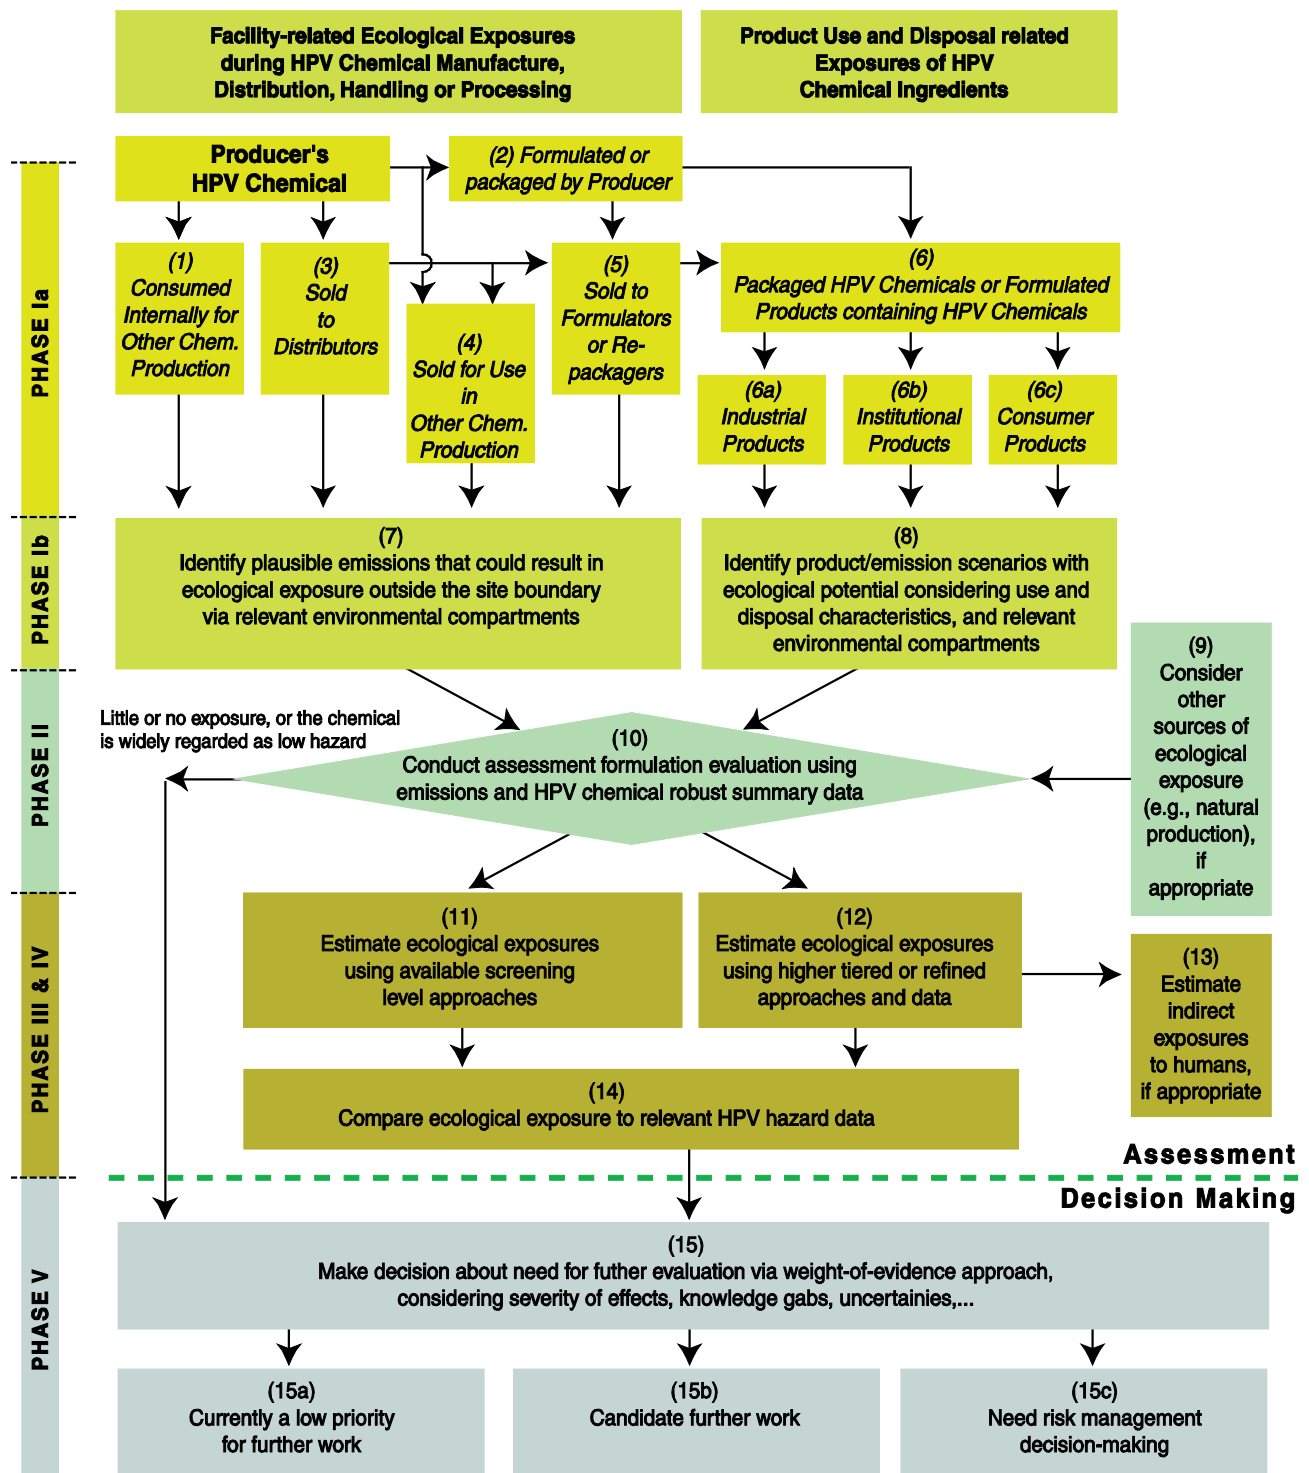 Facility-related Ecological Exposures
during HPV Chemical Manufacture,
Distribution, Handling or Processing
Product Use and Disposal related
Exposures of HPV
Chemical Ingredients
PHASE Ia
Producer's
HPV Chemical
(2) Formulated or
packaged by Producer
(1)
Consumed
Internally for
Other Chem.
Production
(3)
Sold
to
Distributors
(4)
Sold for Use
in
Other Chem.
Production
(5)
Sold to
Formulators
or Re-
packagers
(6)
Packaged HPV Chemicals or Formulated
Products containing HPV Chemicals
(6a)
Industrial
Products
(6b)
Institutional
Products
(6c)
Consumer
Products
PHASE Ib
(7)
Identify plausible emissions that could result in
ecological exposure outside the site boundary
via relevant environmental compartments
(8)
Identify product/emission scenarios with
ecological potential considering use and
disposal characteristics, and relevant
environmental compartments
PHASE II
(9)
Consider
other
sources of
ecological
exposure
(e.g., natural
production),
if
appropriate
Little or no exposure, or the chemical
is widely regarded as low hazard
(10)
Conduct assessment formulation evaluation using
emissions and HPV chemical robust summary data
PHASE III & IV
(11)
Estimate ecological exposures
using available screening
level approaches
(12)
Estimate ecological exposures
using higher tiered or refined
approaches and data
(13)
Estimate
indirect
exposures
to humans,
if appropriate
(14)
Compare ecological exposure to relevant HPV hazard data
Assessment
Decision Making
PHASE V
(15)
Make decision about need for futher evaluation via weight-of-evidence approach,
considering severity of effects, knowledge gabs, uncertainies,...
(15a)
Currently a low priority
for further work
(15b)
Candidate further work
(15c)
Need risk management
decision-making